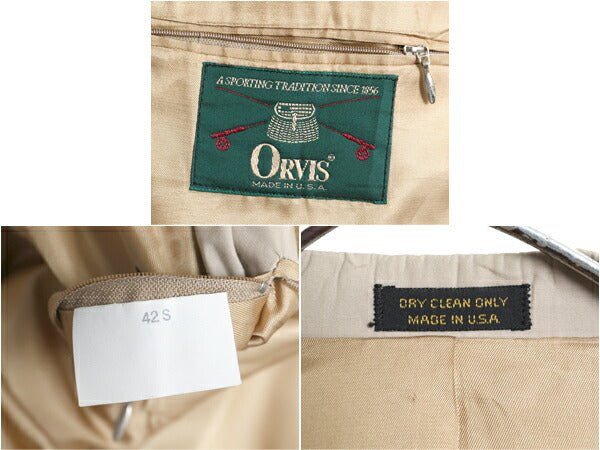 A SPORTING TRADITION SINCE 1856
ORVIS®
MADE IN U.S.A.
42 S
DRY CLEAN ONLY
MADE IN U.S.A.